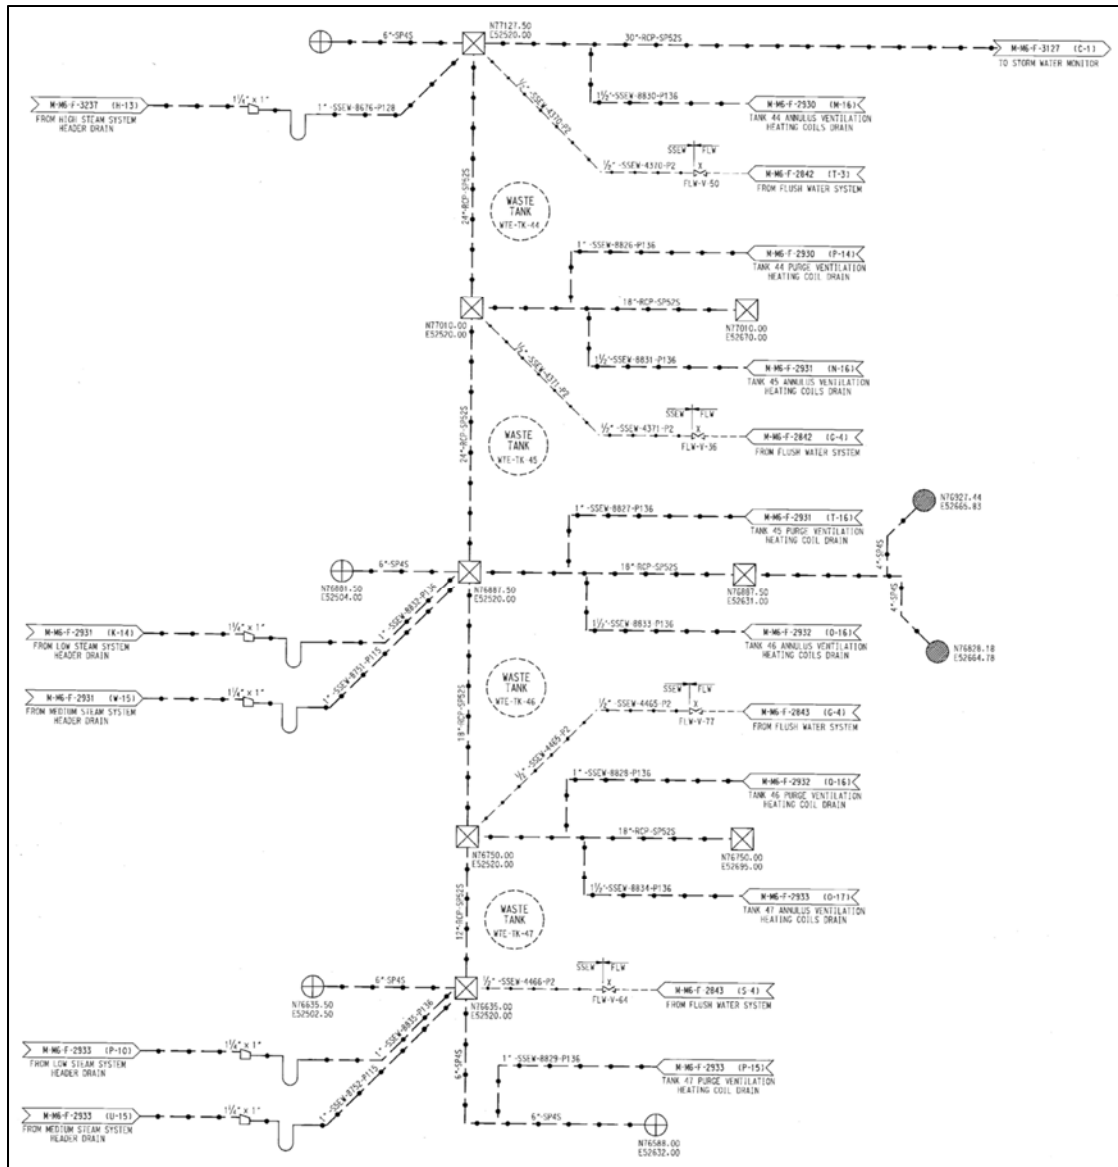 6"-SP4S
N77127.50
E52520.00
30"-RCP-SP52S
M-M6-F-3127 (C-1)
TO STORM WATER MONITOR
M-M6-F-3237 (H-13)
FROM HIGH STEAM SYSTEM
HEADER DRAIN
1¼" x 1"
1"-SSEW-8676-P128
½"-SSEW-4370-P2
1½"-SSEW-8830-P136
M-M6-F-2930 (M-16)
TANK 44 ANNULUS VENTILATION
HEATING COILS DRAIN
½"-SSEW-4370-P2
SSEW FLW
X
FLW-V-50
M-M6-F-2842 (T-3)
FROM FLUSH WATER SYSTEM
24"-RCP-SP52S
WASTE
TANK
WTE-TK-44
1"-SSEW-8826-P136
M-M6-F-2930 (P-14)
TANK 44 PURGE VENTILATION
HEATING COIL DRAIN
18"-RCP-SP52S
N77010.00
E52520.00
N77010.00
E52670.00
½"-SSEW-4371-P2
1½"-SSEW-8831-P136
M-M6-F-2931 (N-16)
TANK 45 ANNULUS VENTILATION
HEATING COILS DRAIN
24"-RCP-SP52S
WASTE
TANK
WTE-TK-45
½"-SSEW-4371-P2
SSEW FLW
X
FLW-V-36
M-M6-F-2842 (G-4)
FROM FLUSH WATER SYSTEM
1"-SSEW-8827-P136
M-M6-F-2931 (T-16)
TANK 45 PURGE VENTILATION
HEATING COIL DRAIN
N76927.44
E52665.83
4"-SP4S
6"-SP4S
N76881.50
E52504.00
N76887.50
E52520.00
18"-RCP-SP52S
N76887.50
E52631.00
4"-SP4S
N76828.18
E52664.78
M-M6-F-2931 (K-14)
FROM LOW STEAM SYSTEM
HEADER DRAIN
1¼" x 1"
1"-SSEW-8832-P134
1½"-SSEW-8833-P136
M-M6-F-2932 (O-16)
TANK 46 ANNULUS VENTILATION
HEATING COILS DRAIN
M-M6-F-2931 (W-15)
FROM MEDIUM STEAM SYSTEM
HEADER DRAIN
1¼" x 1"
1"-SSEW-8751-P115
18"-RCP-SP52S
WASTE
TANK
WTE-TK-46
½"-SSEW-4465-P2
½"-SSEW-4465-P2
SSEW FLW
X
FLW-V-77
M-M6-F-2843 (G-4)
FROM FLUSH WATER SYSTEM
1"-SSEW-8828-P136
M-M6-F-2932 (Q-16)
TANK 46 PURGE VENTILATION
HEATING COIL DRAIN
18"-RCP-SP52S
N76750.00
E52520.00
N76750.00
E52695.00
1½"-SSEW-8834-P136
M-M6-F-2933 (O-17)
TANK 47 ANNULUS VENTILATION
HEATING COILS DRAIN
12"-RCP-SP52S
WASTE
TANK
WTE-TK-47
6"-SP4S
N76635.50
E52502.50
N76635.00
E52520.00
½"-SSEW-4466-P2
SSEW FLW
X
FLW-V-64
M-M6-F 2843 (S 4)
FROM FLUSH WATER SYSTEM
M-M6-F-2933 (P-10)
FROM LOW STEAM SYSTEM
HEADER DRAIN
1¼" x 1"
1"-SSEW-8835-P136
M-M6-F-2933 (U-15)
FROM MEDIUM STEAM SYSTEM
HEADER DRAIN
1¼" x 1"
1"-SSEW-8752-P115
6"-SP4S
1"-SSEW-8829-P136
M-M6-F-2933 (P-15)
TANK 47 PURGE VENTILATION
HEATING COIL DRAIN
6"-SP4S
N76588.00
E52632.00